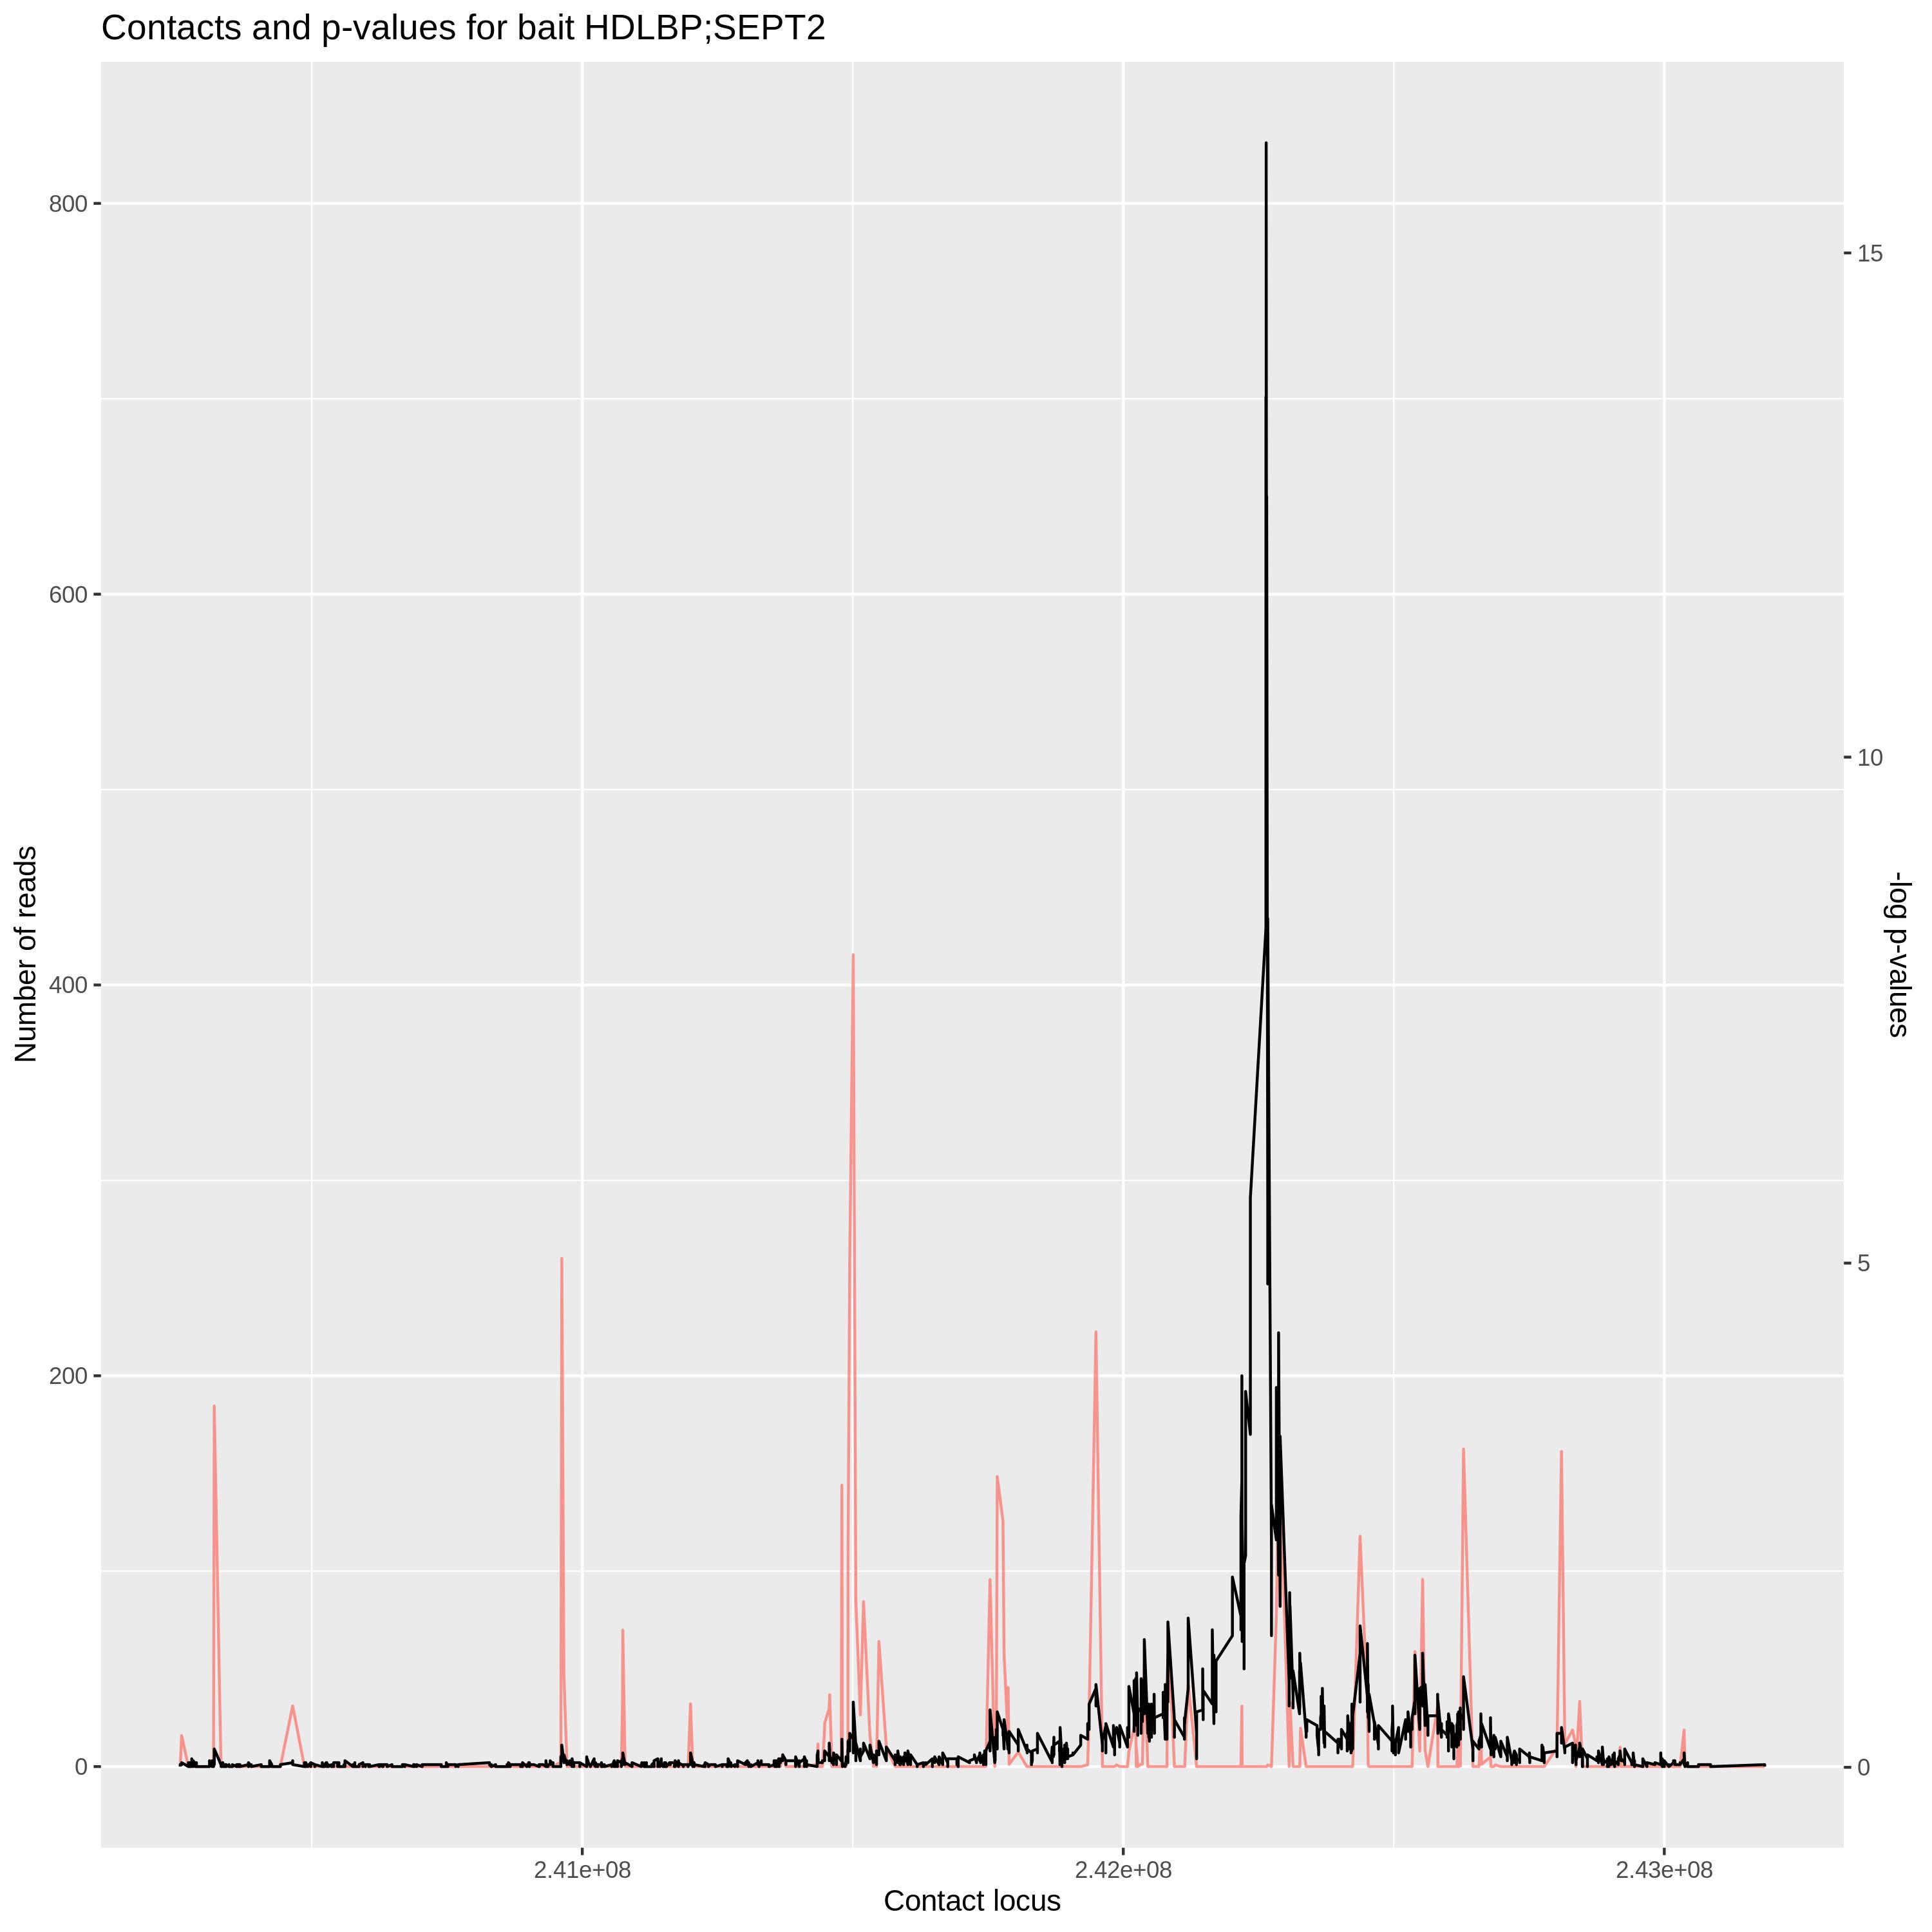 Contacts and p-values for bait HDLBP;SEPT2
800
600
400
200
0
Number of reads
15
10
5
0
-log p-values
2.41e+08
2.42e+08
2.43e+08
Contact locus